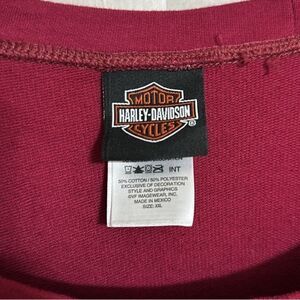 MOTOR
HARLEY-DAVIDSON
CYCLES
®
INT
50% COTTON / 50% POLYESTER
EXCLUSIVE OF DECORATION
STYLE AND GRAPHICS
©VF IMAGEWEAR, INC.
MADE IN MEXICO
SIZE: XXL